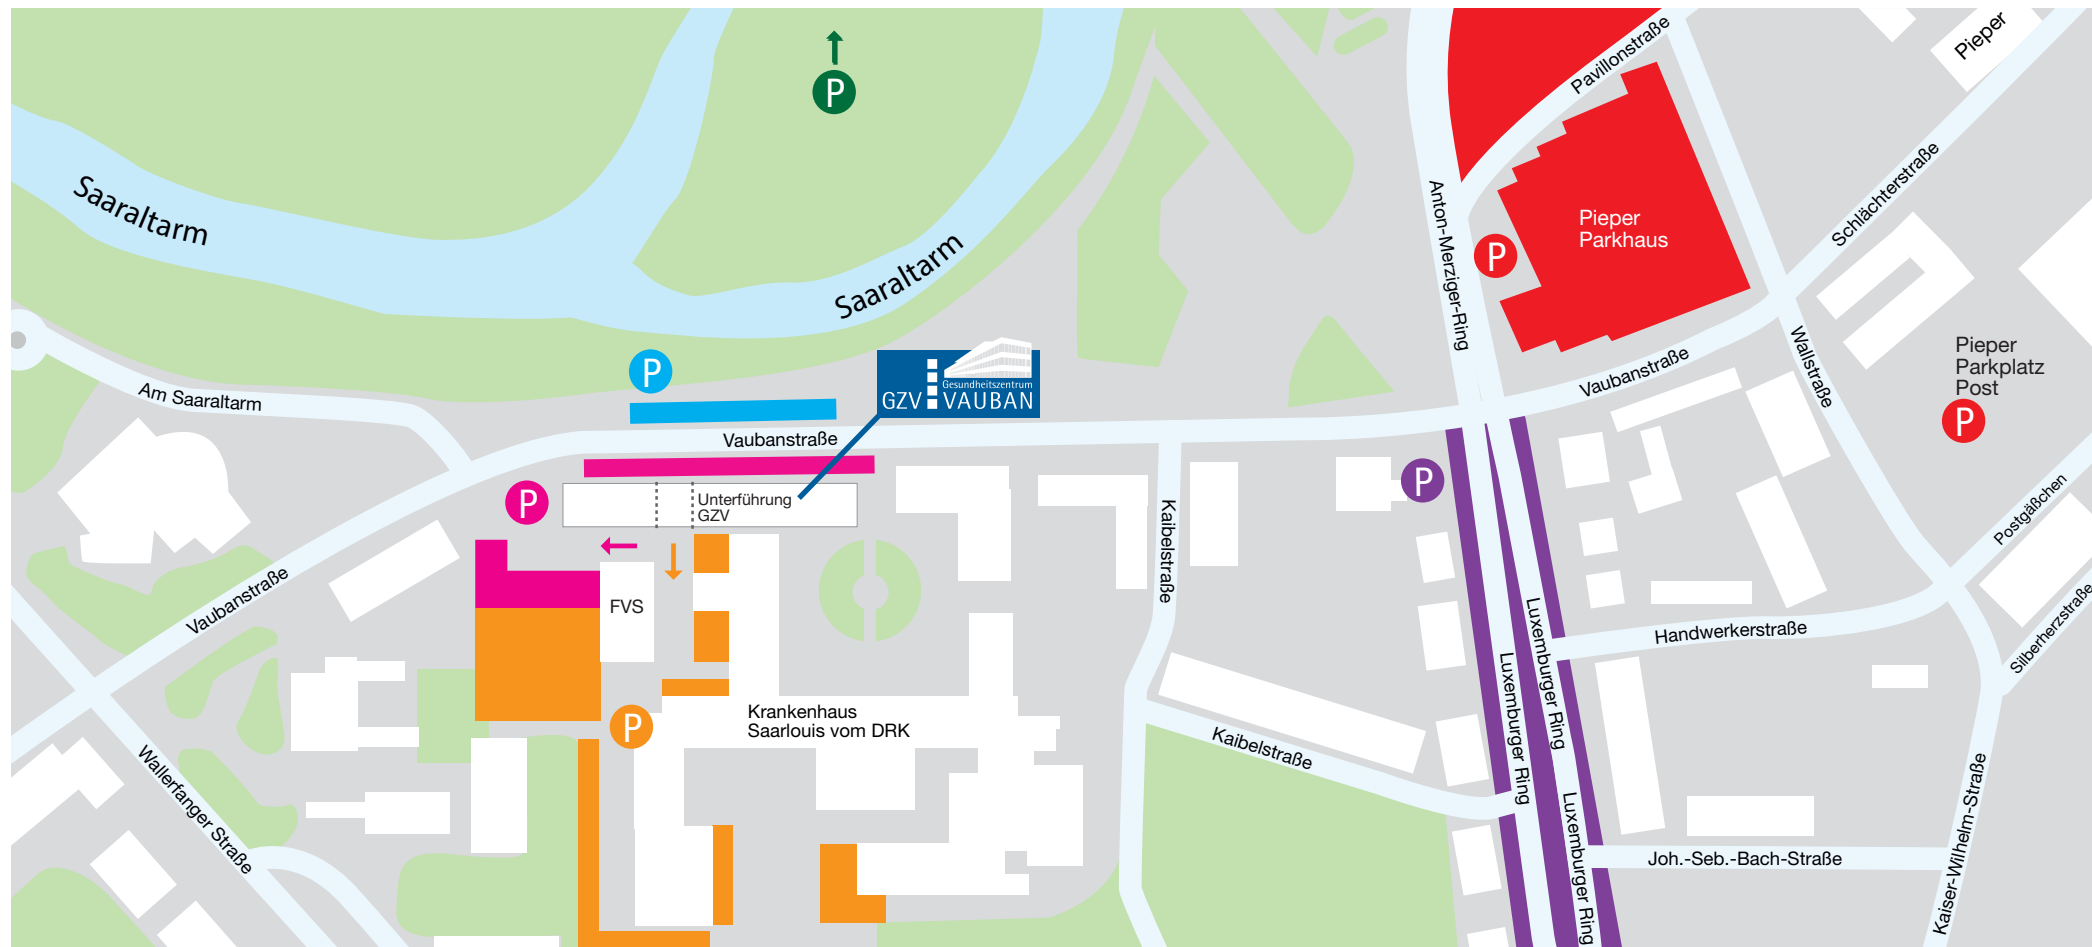 P
Pavillonstraße
Pieper
Saaraltarm
Saaraltarm
Anton-Merziger-Ring
Pieper
Parkhaus
P
Schlächterstraße
Wallstraße
Pieper
Parkplatz
Post
P
P
Am Saaraltarm
Gesundheitszentrum
GZV VAUBAN
Vaubanstraße
Vaubanstraße
P
Unterführung
GZV
P
Kaibelstraße
Postgäßchen
Vaubanstraße
FVS
Luxemburger Ring
Handwerkerstraße
Silberherzstraße
Luxemburger Ring
P
Krankenhaus
Saarlouis vom DRK
Kaibelstraße
Wallerfanger Straße
Luxemburger Ring
Joh.-Seb.-Bach-Straße
Kaiser-Wilhelm-Straße